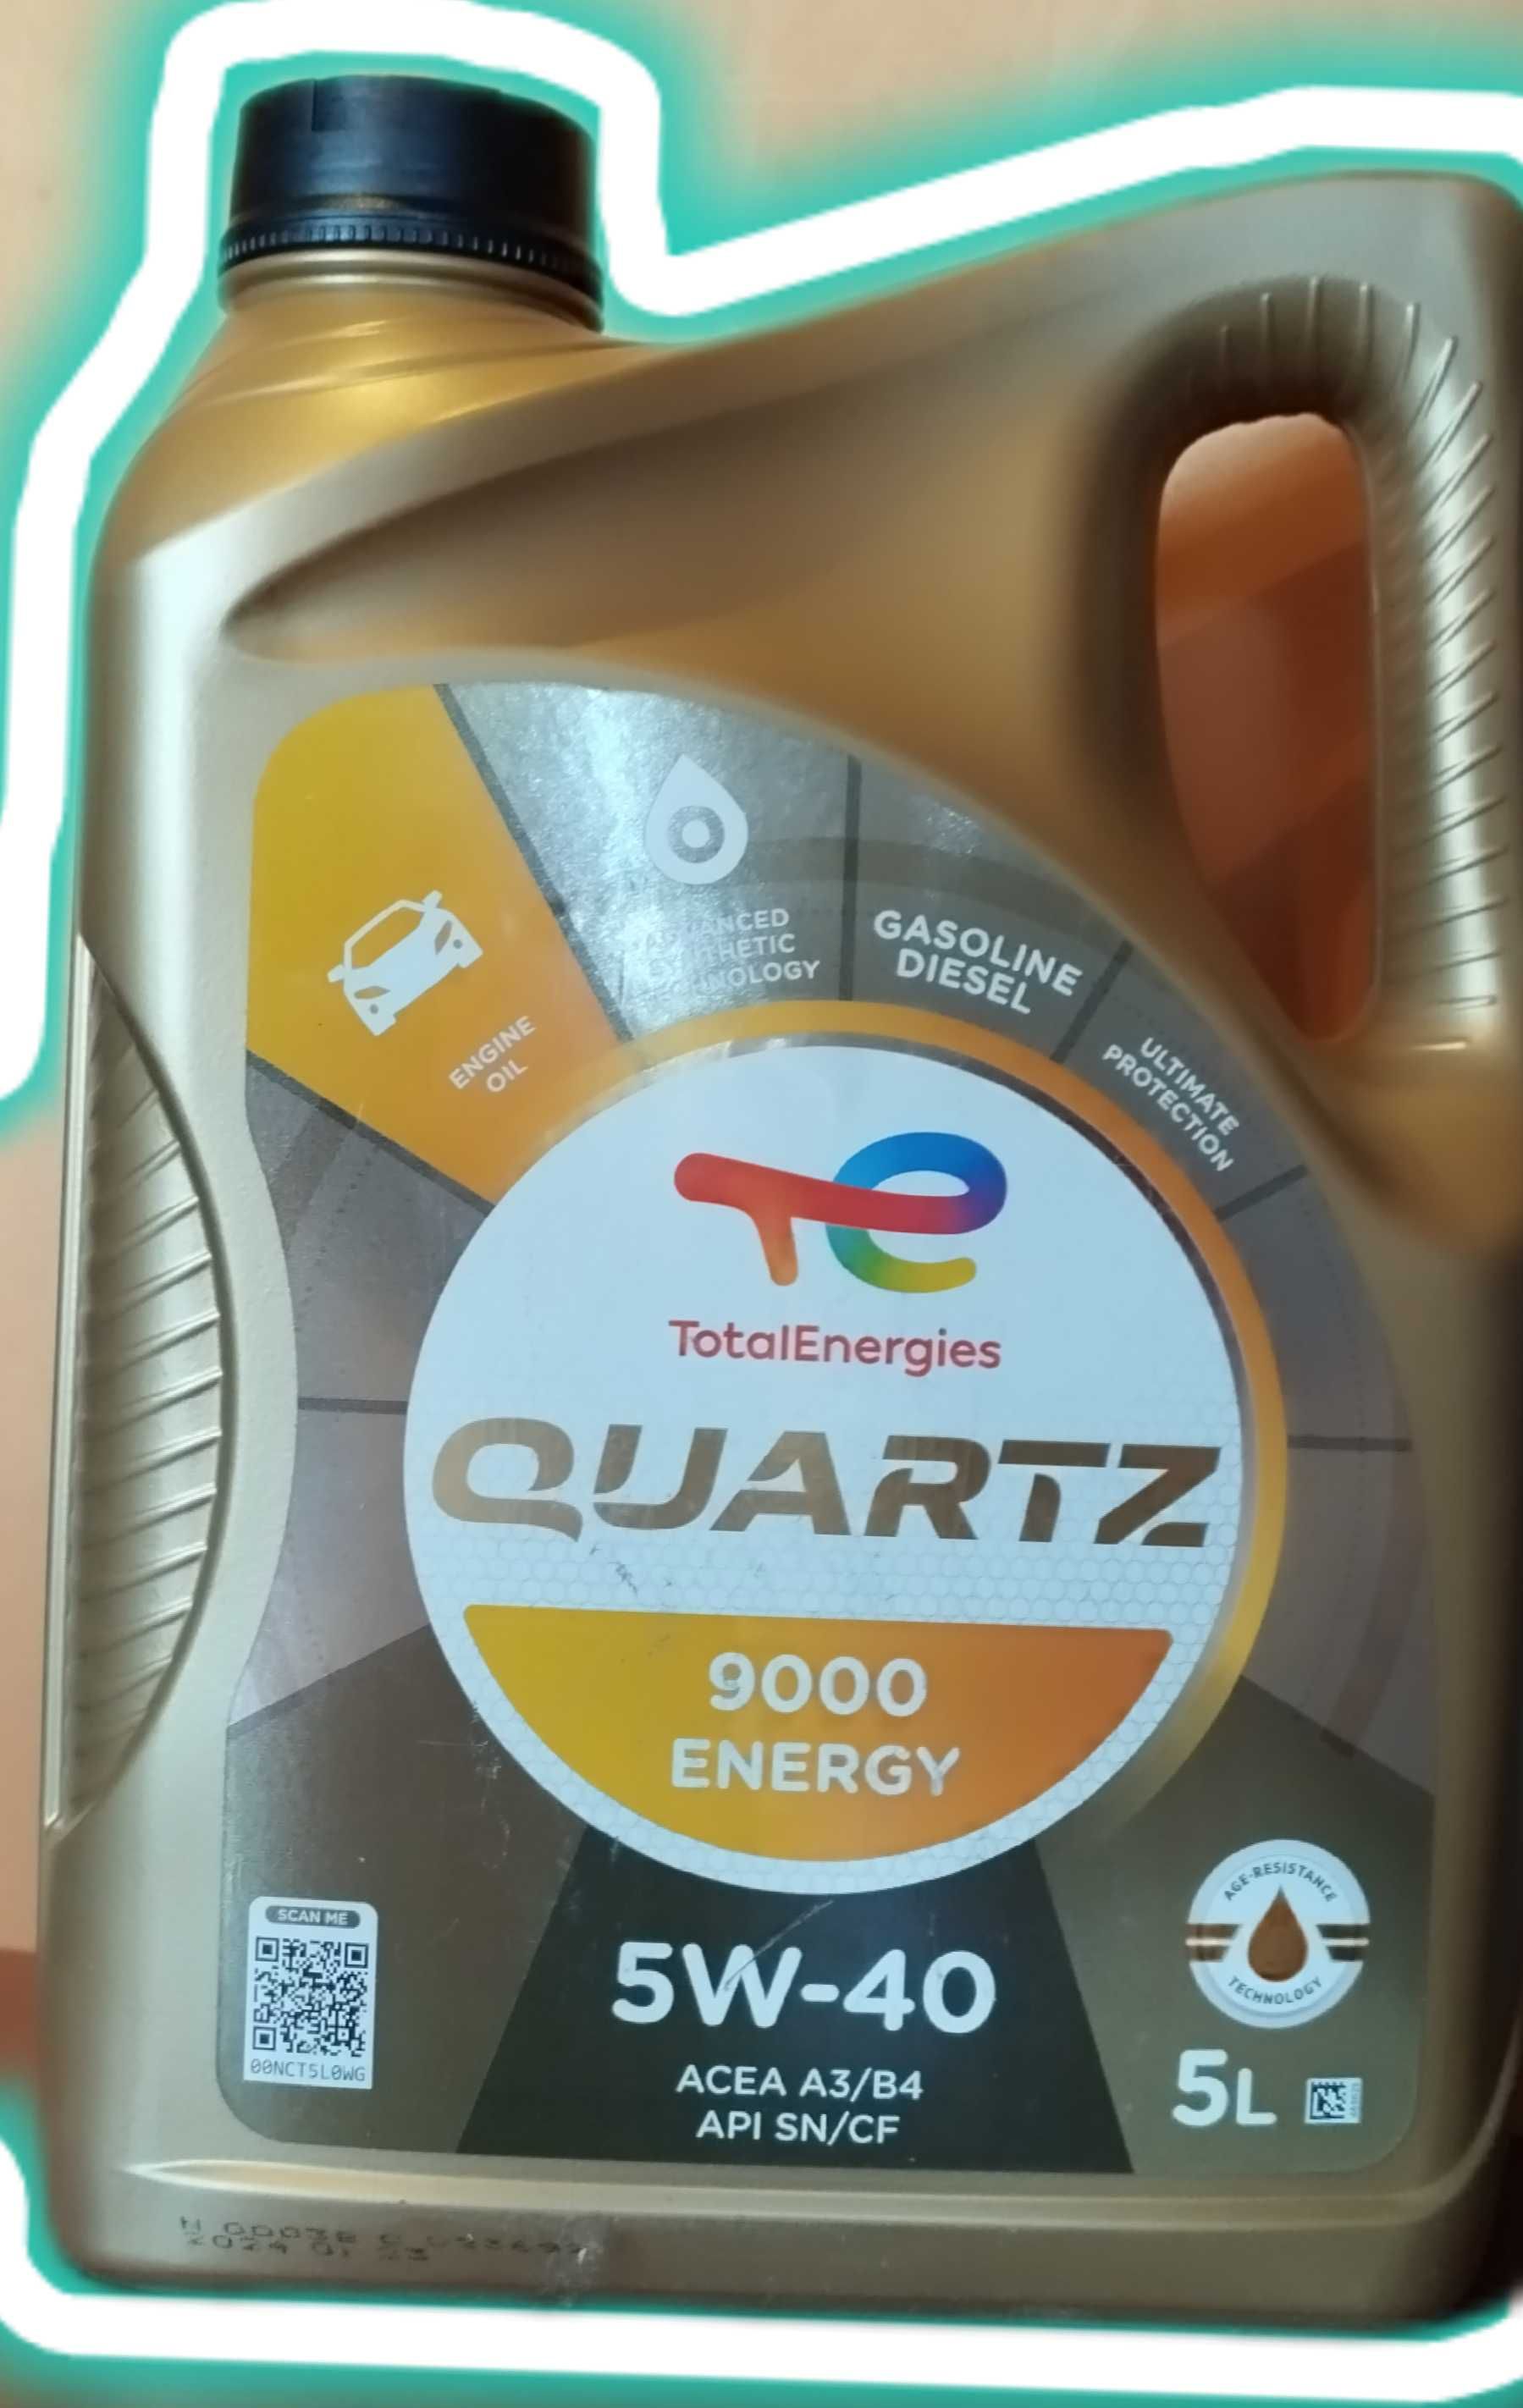 ENGINE
OIL
GASOLINE
DIESEL
ULTIMATE
PROTECTION
TotalEnergies
QUARTZ
9000
ENERGY
SCAN ME
00NCT5L0WG
5W-40
ACEA A3/B4
API SN/CF
AGE-RESISTANCE
TECHNOLOGY
5L